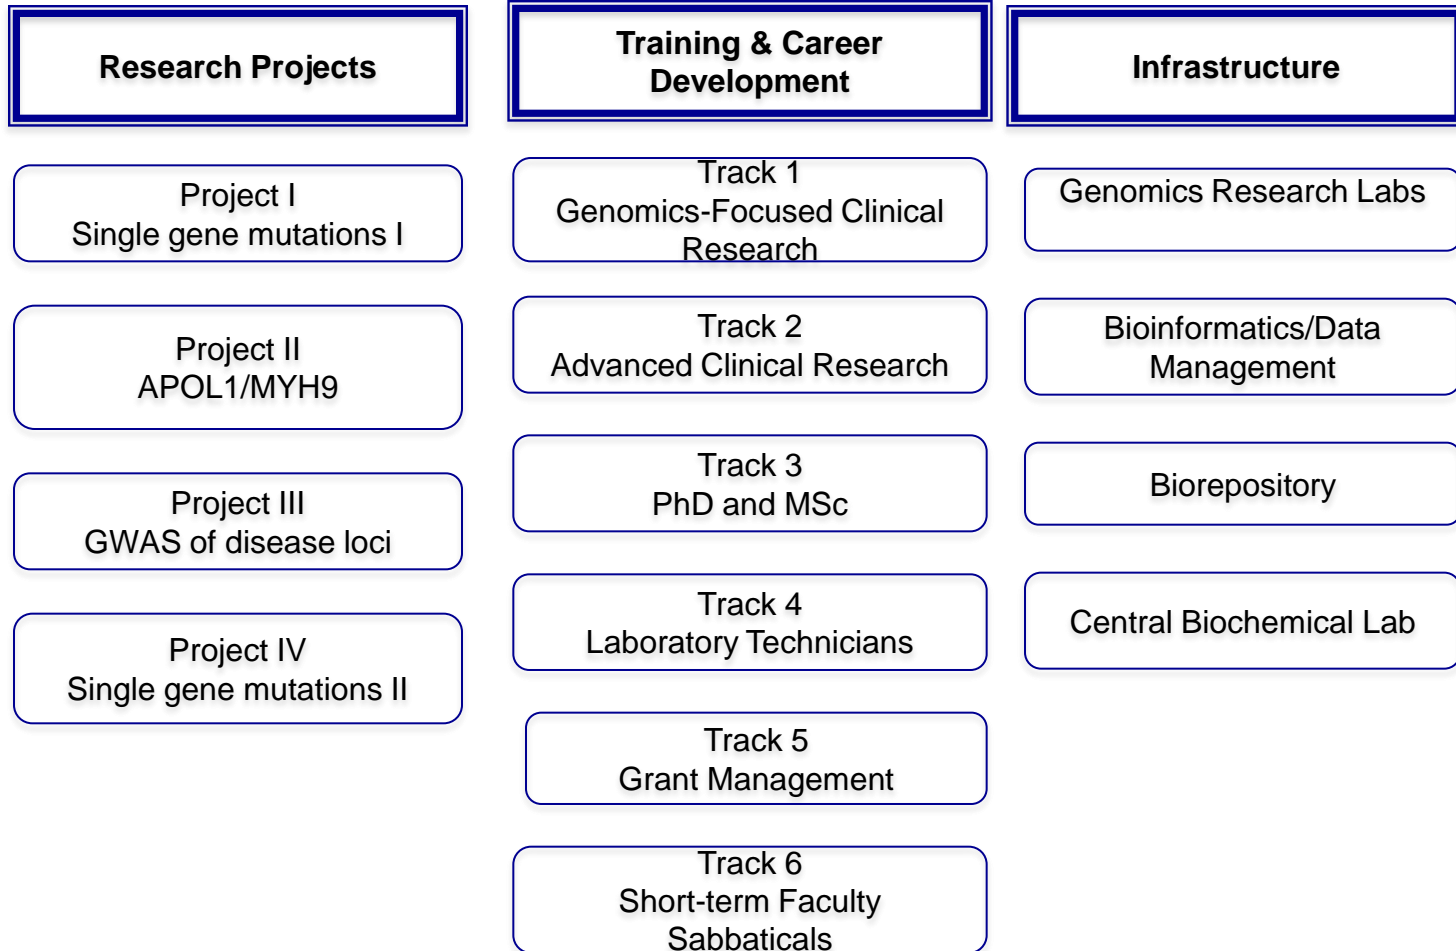 Research Projects
Project I
Single gene mutations I
Project II
APOL1/MYH9
Project III
GWAS of disease loci
Project IV
Single gene mutations II
Training & Career
Development
Track 1
Genomics-Focused Clinical
Research
Track 2
Advanced Clinical Research
Track 3
PhD and MSc
Track 4
Laboratory Technicians
Track 5
Grant Management
Track 6
Short-term Faculty
Sabbaticals
Infrastructure
Genomics Research Labs
Bioinformatics/Data
Management
Biorepository
Central Biochemical Lab